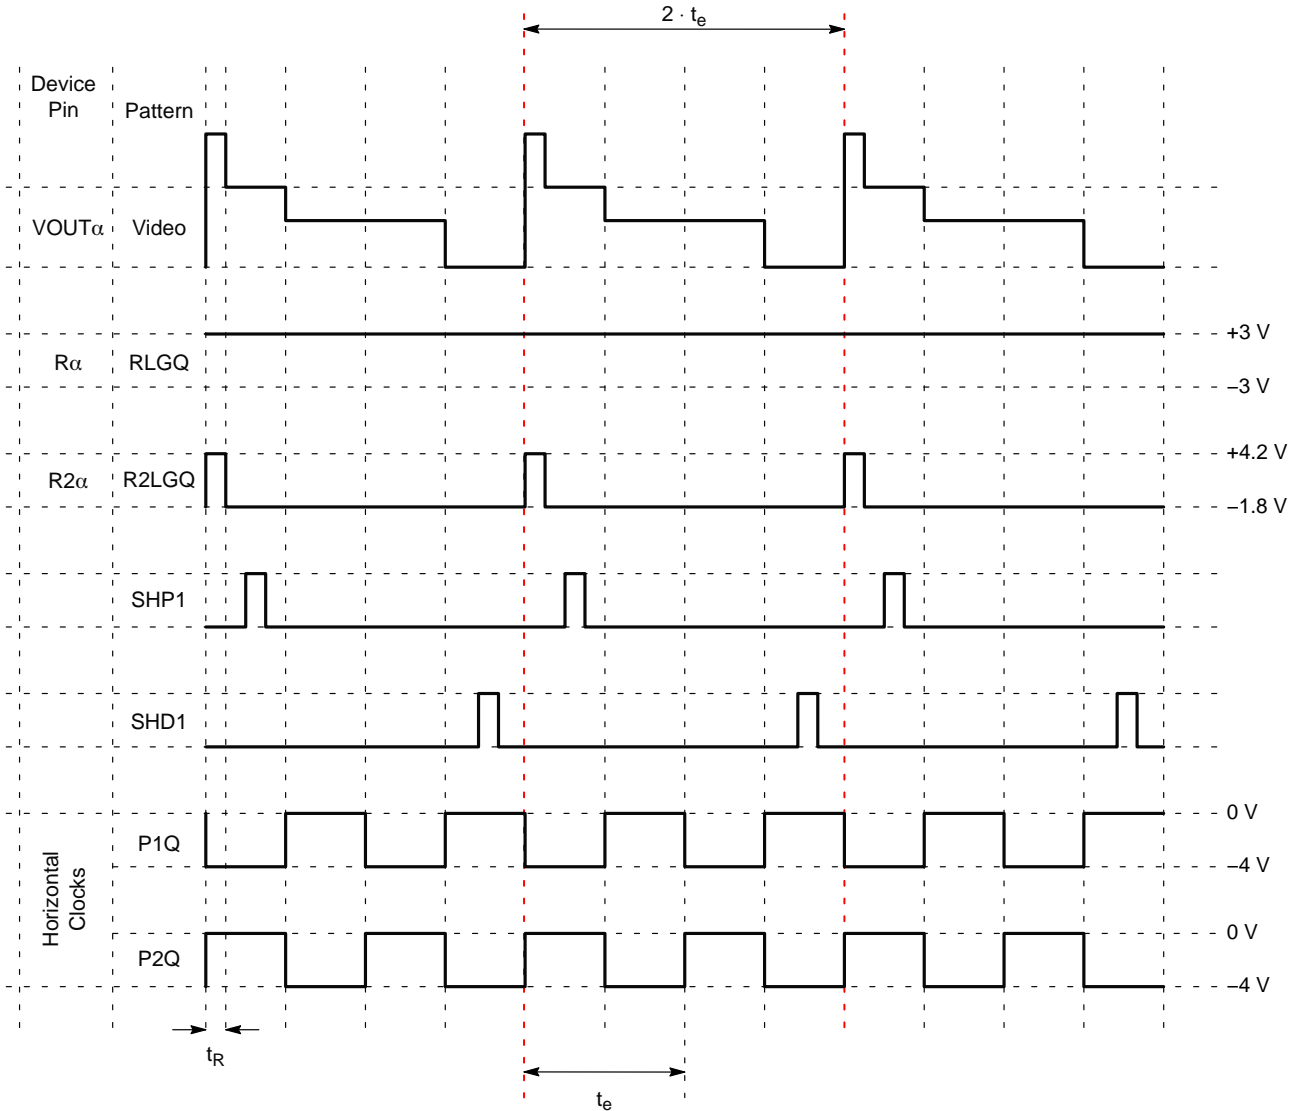 2 · te
Device
Pin
Pattern
VOUTα
Video
+3 V
Rα
RLGQ
−3 V
+4.2 V
R2α
R2LGQ
−1.8 V
SHP1
SHD1
0 V
P1Q
−4 V
Horizontal
Clocks
0 V
P2Q
−4 V
tR
te